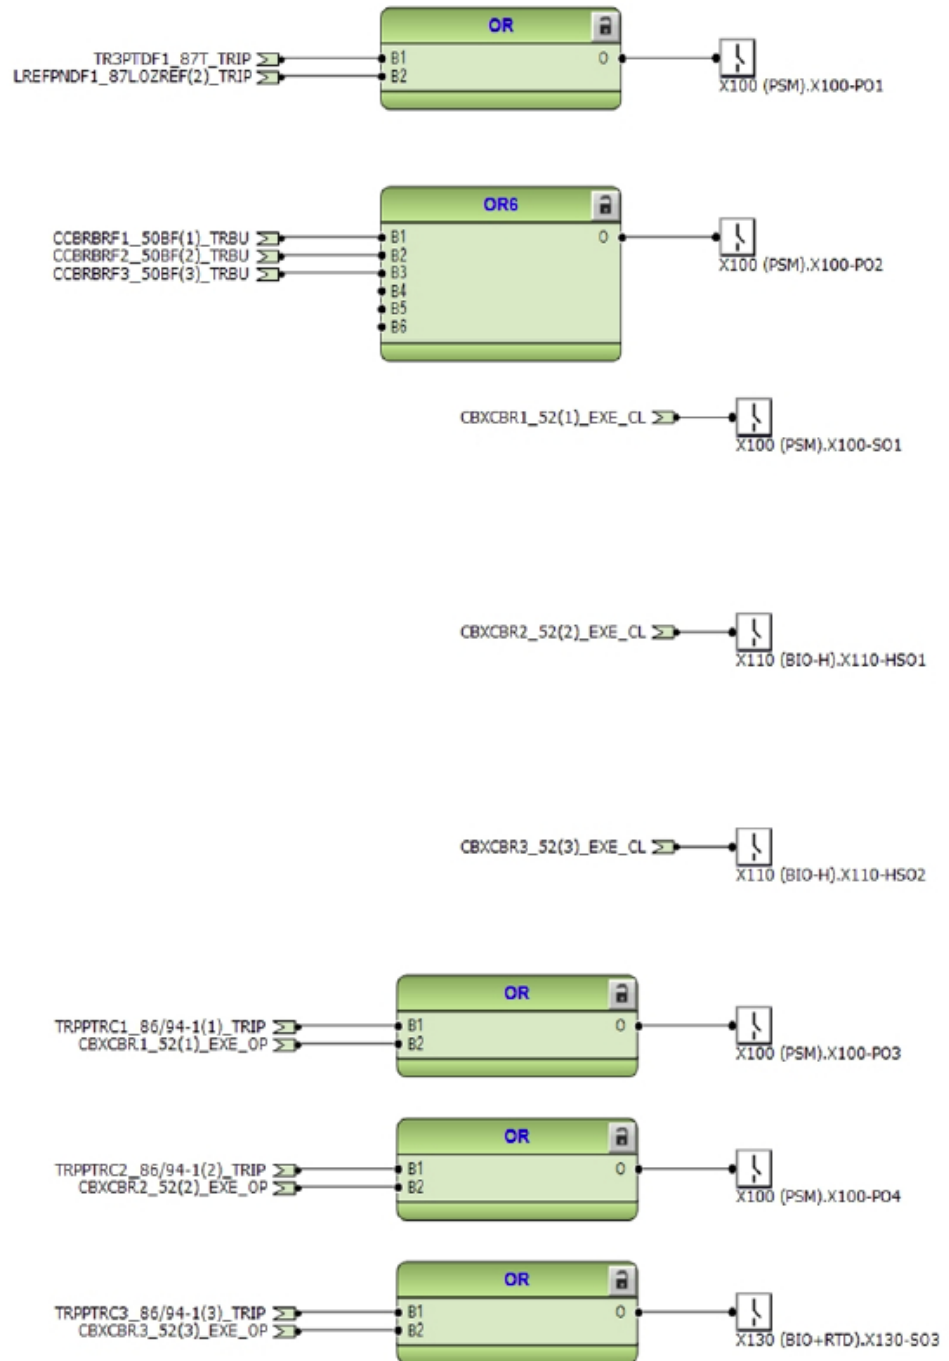 OR
TR3PTDF1_87T_TRIP B1 O
LREFPNDF1_87LOZREF(2)_TRIP B2
X100 (PSM).X100-PO1
OR6
CCBRBRF1_50BF(1)_TRBU B1 O
CCBRBRF2_50BF(2)_TRBU B2
CCBRBRF3_50BF(3)_TRBU B3
X100 (PSM).X100-PO2
B4
B5
B6
CBXCBR1_52(1)_EXE_CL
X100 (PSM).X100-SO1
CBXCBR2_52(2)_EXE_CL
X110 (BIO-H).X110-HSO1
CBXCBR3_52(3)_EXE_CL
X110 (BIO-H).X110-HSO2
OR
TRPPTRC1_86/94-1(1)_TRIP B1 O
CBXCBR1_52(1)_EXE_OP B2
X100 (PSM).X100-PO3
OR
TRPPTRC2_86/94-1(2)_TRIP B1 O
CBXCBR2_52(2)_EXE_OP B2
X100 (PSM).X100-PO4
OR
TRPPTRC3_86/94-1(3)_TRIP B1 O
CBXCBR3_52(3)_EXE_OP B2
X130 (BIO+RTD).X130-SO3